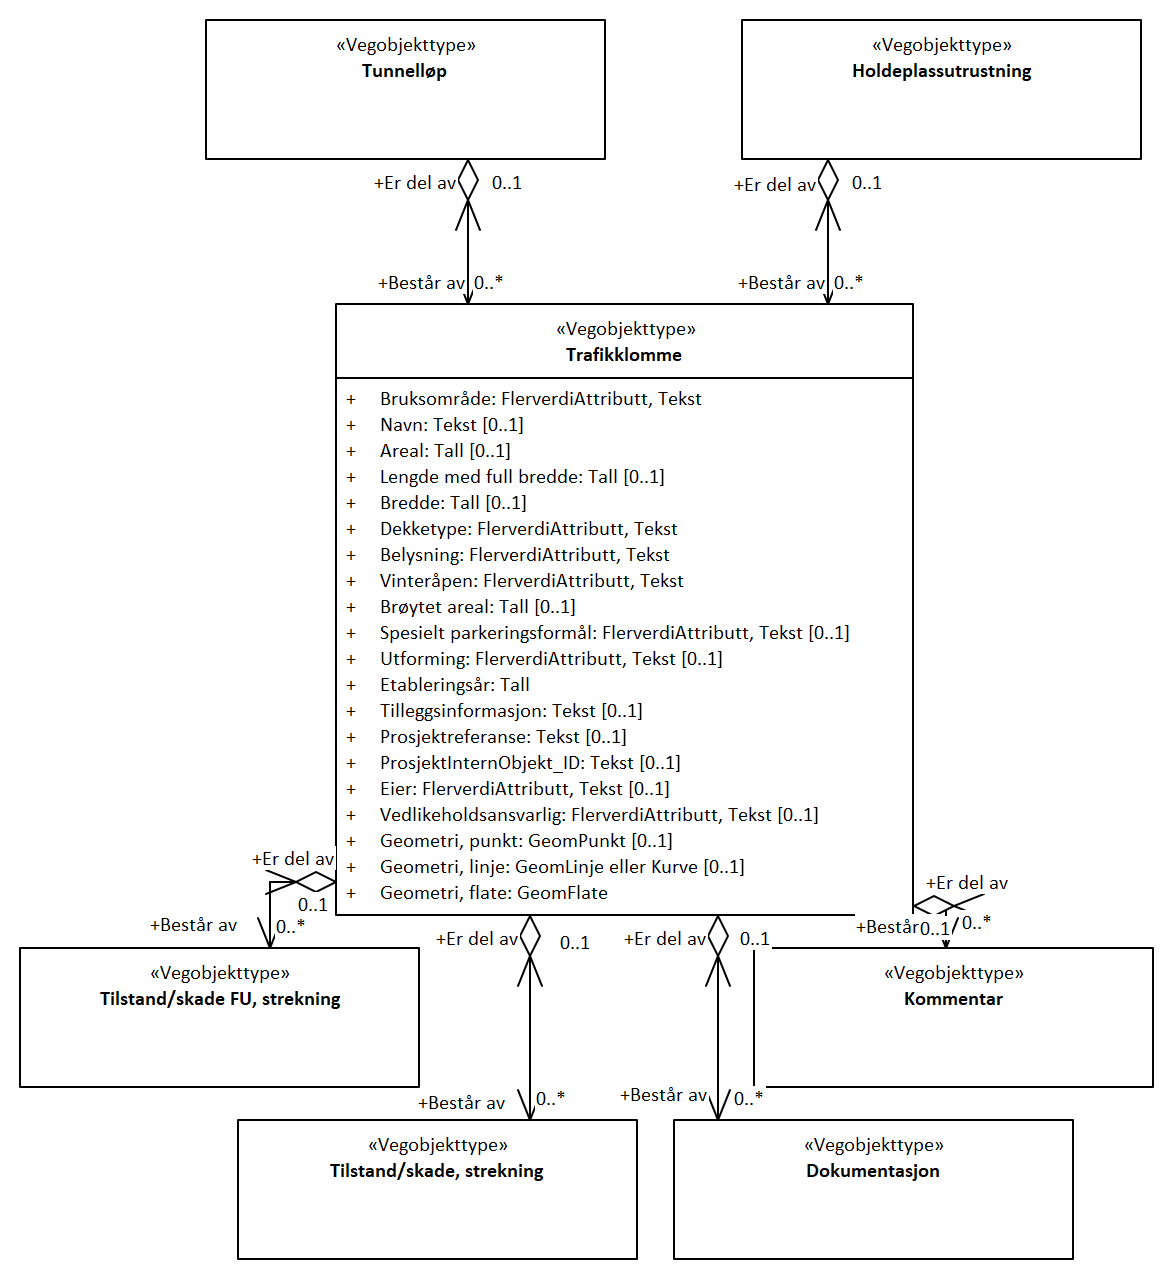 «Vegobjekttype»
Tunnelløp
«Vegobjekttype»
Holdeplassutrustning
+Er del av
0..1
+Er del av
0..1
+Består av
0..*
+Består av
0..*
«Vegobjekttype»
Trafikklomme
+ Bruksområde: FlerverdiAttributt, Tekst
+ Navn: Tekst [0..1]
+ Areal: Tall [0..1]
+ Lengde med full bredde: Tall [0..1]
+ Bredde: Tall [0..1]
+ Dekketype: FlerverdiAttributt, Tekst
+ Belysning: FlerverdiAttributt, Tekst
+ Vinteråpen: FlerverdiAttributt, Tekst
+ Brøytet areal: Tall [0..1]
+ Spesielt parkeringsformål: FlerverdiAttributt, Tekst [0..1]
+ Utforming: FlerverdiAttributt, Tekst [0..1]
+ Etableringsår: Tall
+ Tilleggsinformasjon: Tekst [0..1]
+ Prosjektreferanse: Tekst [0..1]
+ ProsjektInternObjekt_ID: Tekst [0..1]
+ Eier: FlerverdiAttributt, Tekst [0..1]
+ Vedlikeholdsansvarlig: FlerverdiAttributt, Tekst [0..1]
+ Geometri, punkt: GeomPunkt [0..1]
+ Geometri, linje: GeomLinje eller Kurve [0..1]
+ Geometri, flate: GeomFlate
+Er del av
0..1
+Består av
0..*
+Er del av
0..1
+Er del av
0..1
+Er del av
+Består
0..1
0..*
«Vegobjekttype»
Tilstand/skade FU, strekning
«Vegobjekttype»
Kommentar
+Består av
0..*
+Består av
0..*
«Vegobjekttype»
Tilstand/skade, strekning
«Vegobjekttype»
Dokumentasjon